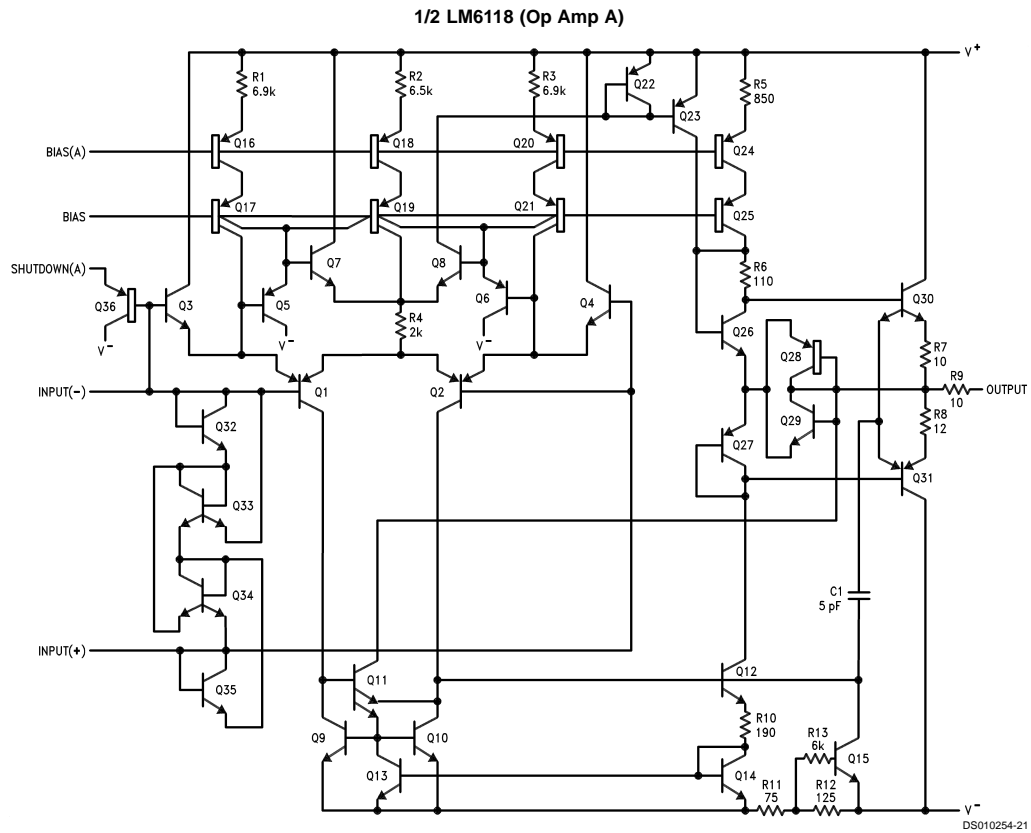 1/2 LM6118 (Op Amp A)
V+
R1
6.9k
R2
6.5k
R3
6.9k
Q22
Q23
R5
850
BIAS(A)
Q16
Q18
Q20
Q24
BIAS
Q17
Q19
Q21
Q25
SHUTDOWN(A)
Q36
V-
Q3
Q5
V-
Q7
Q8
Q6
V-
Q4
R4
2k
R6
110
Q26
Q30
R7
10
Q28
R9
10
INPUT(-)
Q1
Q2
OUTPUT
Q32
Q29
R8
12
Q27
Q31
Q33
Q34
C1
5 pF
INPUT(+)
Q35
Q11
Q12
Q9
Q10
R10
190
R13
6k
Q15
Q13
Q14
R11
75
R12
125
V-
DS010254-21